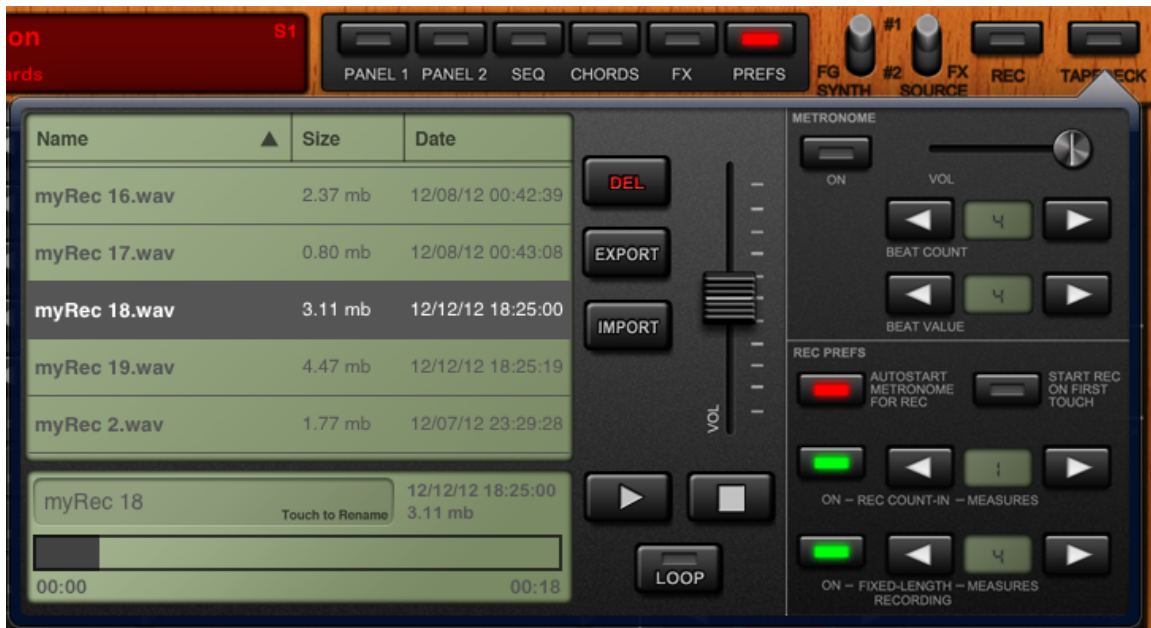 on
S1
ards
PANEL 1 PANEL 2 SEQ CHORDS FX PREFS
#1
FG #2 FX
SYNTH SOURCE
REC
TAPEDECK
Name Size Date
myRec 16.wav 2.37 mb 12/08/12 00:42:39
myRec 17.wav 0.80 mb 12/08/12 00:43:08
myRec 18.wav 3.11 mb 12/12/12 18:25:00
myRec 19.wav 4.47 mb 12/12/12 18:25:19
myRec 2.wav 1.77 mb 12/07/12 23:29:28
myRec 18
Touch to Rename
12/12/12 18:25:00
3.11 mb
00:00 00:18
DEL
EXPORT
IMPORT
VOL
LOOP
METRONOME
ON
VOL
4
BEAT COUNT
4
BEAT VALUE
REC PREFS
AUTOSTART
METRONOME
FOR REC
START REC
ON FIRST
TOUCH
1
ON – REC COUNT-IN – MEASURES
4
ON – FIXED-LENGTH – MEASURES
RECORDING